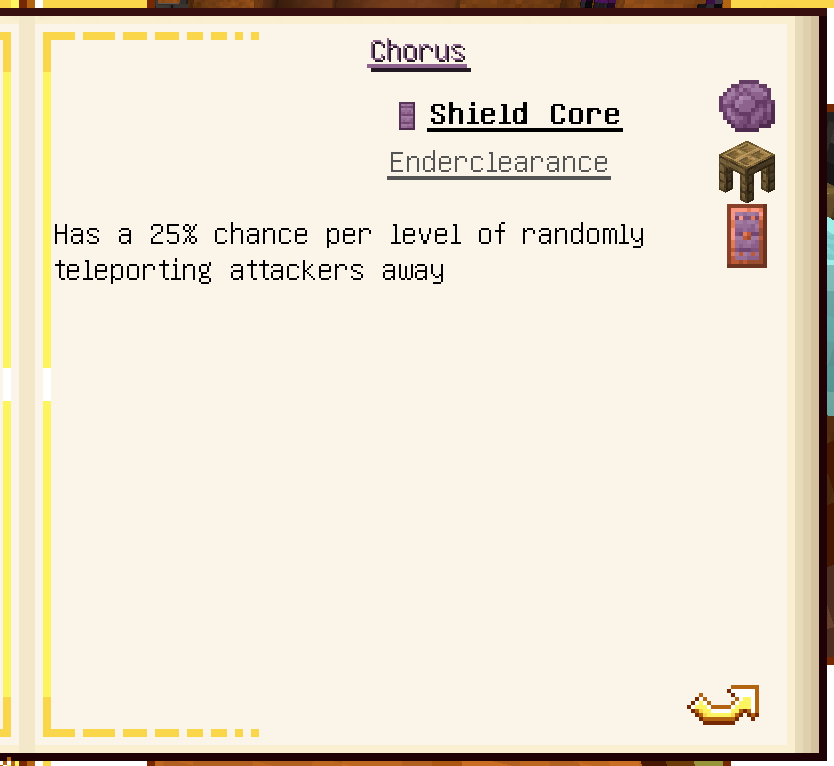 Chorus
Shield Core
Enderclearance
Has a 25% chance per level of randomly
teleporting attackers away